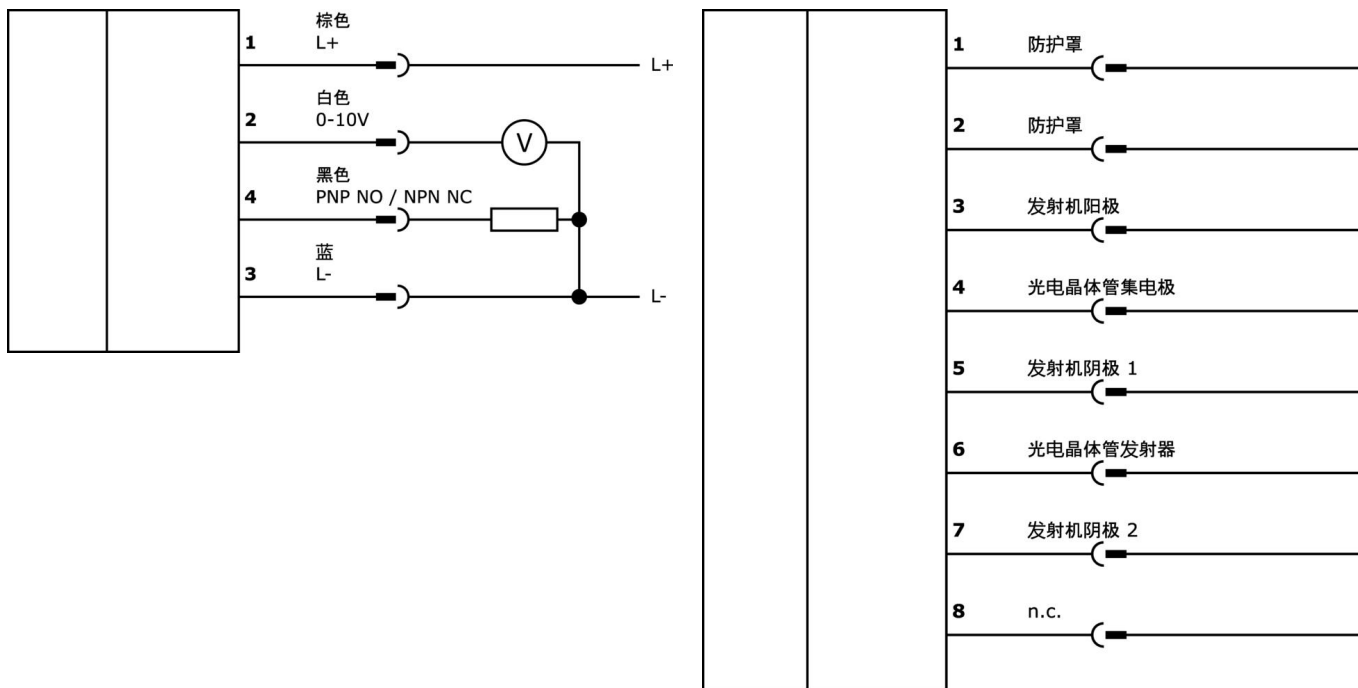 棕色
1 L+
L+
白色
2 0-10V
V
黑色
4 PNP NO / NPN NC
蓝
3 L-
L-
1 防护罩
2 防护罩
3 发射机阳极
4 光电晶体管集电极
5 发射机阴极 1
6 光电晶体管发射器
7 发射机阴极 2
8 n.c.